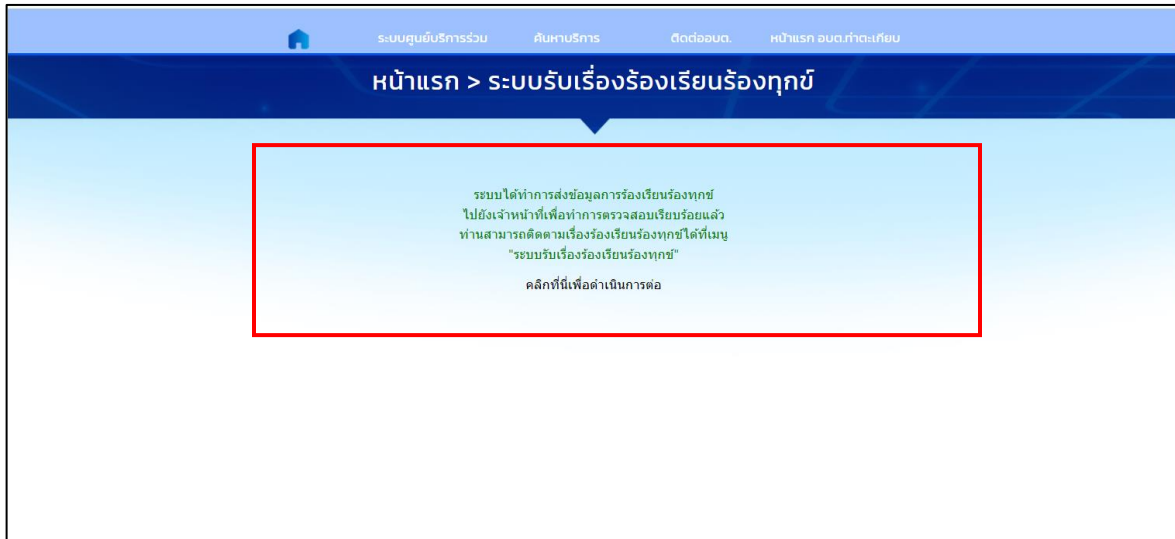 ระบบศูนย์บริการร่วม ค้นหาบริการ ติดต่ออบต. หน้าแรก อบต.ท่าตะเกียบ
หน้าแรก > ระบบรับเรื่องร้องเรียนร้องทุกข์
ระบบได้ทำการส่งข้อมูลการร้องเรียนร้องทุกข์
ไปยังเจ้าหน้าที่เพื่อทำการตรวจสอบเรียบร้อยแล้ว
ท่านสามารถติดตามเรื่องร้องเรียนร้องทุกข์ได้ที่เมนู
"ระบบรับเรื่องร้องเรียนร้องทุกข์"
คลิกที่นี่เพื่อดำเนินการต่อ